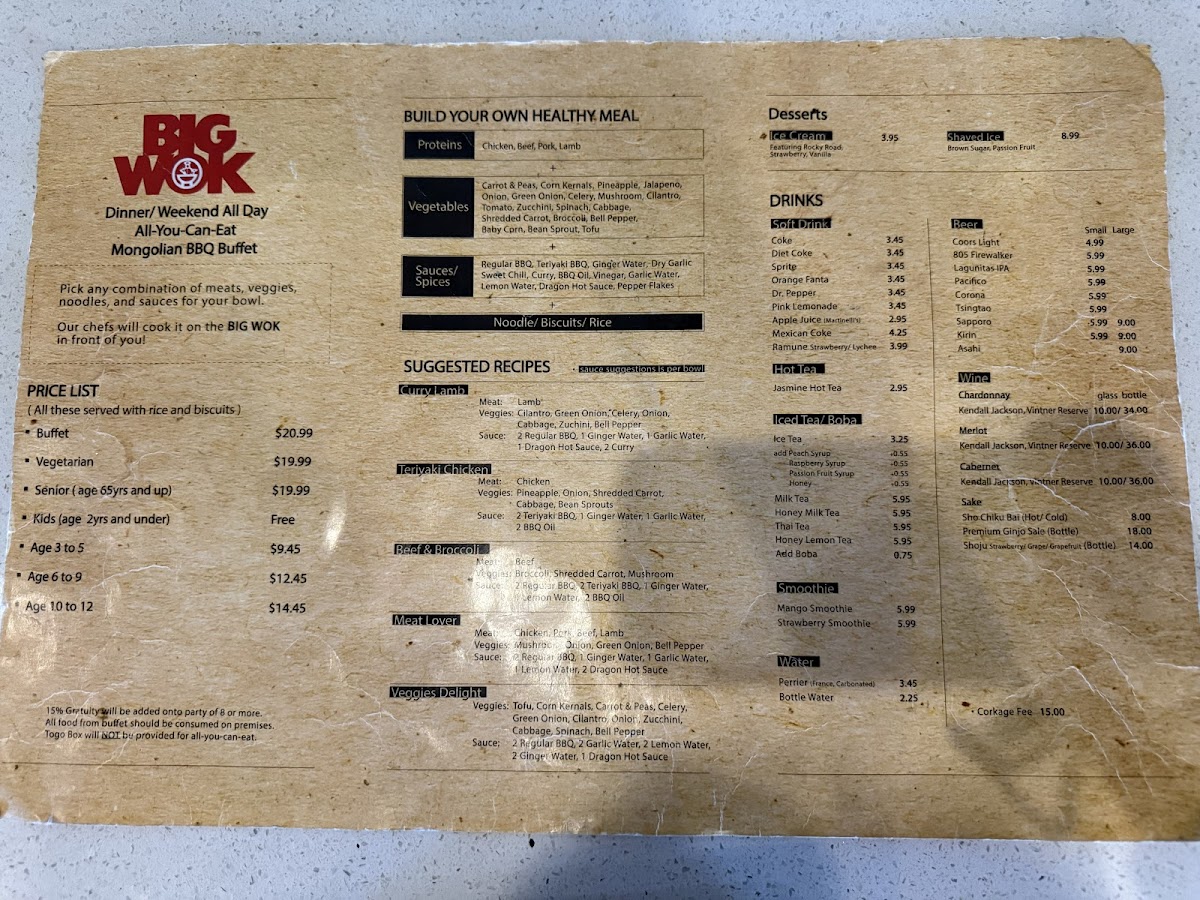 BIG
WOK
Dinner/ Weekend All Day
All-You-Can-Eat
Mongolian BBQ Buffet
Pick any combination of meats, veggies,
noodles, and sauces for your bowl.
Our chefs will cook it on the BIG WOK
in front of you!
PRICE LIST
( All these served with rice and biscuits )
Buffet $20.99
Vegetarian $19.99
Senior ( age 65yrs and up) $19.99
Kids (age 2yrs and under) Free
Age 3 to 5 $9.45
Age 6 to 9 $12.45
Age 10 to 12 $14.45
15% Gratuity will be added onto party of 8 or more.
All food from buffet should be consumed on premises.
Togo Box will NOT be provided for all-you-can-eat.
BUILD YOUR OWN HEALTHY MEAL
Proteins Chicken, Beef, Pork, Lamb
+
Vegetables
Carrot & Peas, Corn Kernals, Pineapple, Jalapeno,
Onion, Green Onion, Celery, Mushroom, Cilantro,
Tomato, Zucchini, Spinach, Cabbage,
Shredded Carrot, Broccoli, Bell Pepper,
Baby Corn, Bean Sprout, Tofu
+
Sauces/
Spices
Regular BBQ, Teriyaki BBQ, Ginger Water, Dry Garlic
Sweet Chili, Curry, BBQ Oil, Vinegar, Garlic Water,
Lemon Water, Dragon Hot Sauce, Pepper Flakes
+
Noodle/ Biscuits/ Rice
SUGGESTED RECIPES - sauce suggestions is per bowl
Curry Lamb
Meat: Lamb
Veggies: Cilantro, Green Onion, Celery, Onion,
Cabbage, Zuchini, Bell Pepper
Sauce: 2 Regular BBQ, 1 Ginger Water, 1 Garlic Water,
1 Dragon Hot Sauce, 2 Curry
Teriyaki Chicken
Meat: Chicken
Veggies: Pineapple, Onion, Shredded Carrot,
Cabbage, Bean Sprouts
Sauce: 2 Teriyaki BBQ, 1 Ginger Water, 1 Garlic Water,
2 BBQ Oil
Beef & Broccoli
Meat: Beef
Veggies: Broccoli, Shredded Carrot, Mushroom
Sauce: 2 Regular BBQ, 2 Teriyaki BBQ, 1 Ginger Water,
Lemon Water, 2 BBQ Oil
Meat Lover
Meat: Chicken, Pork, Beef, Lamb
Veggies: Mushroom, Onion, Green Onion, Bell Pepper
Sauce: 2 Regular BBQ, 1 Ginger Water, 1 Garlic Water,
1 Lemon Water, 2 Dragon Hot Sauce
Veggies Delight
Veggies: Tofu, Corn Kernals, Carrot & Peas, Celery,
Green Onion, Cilantro, Onion, Zucchini,
Cabbage, Spinach, Bell Pepper
Sauce: 2 Regular BBQ, 2 Garlic Water, 2 Lemon Water,
2 Ginger Water, 1 Dragon Hot Sauce
Desserts
Ice Cream 3.95
Featuring Rocky Road
Strawberry, Vanilla
Shaved Ice 8.99
Brown Sugar, Passion Fruit
DRINKS
Soft Drink
Coke 3.45
Diet Coke 3.45
Sprite 3.45
Orange Fanta 3.45
Dr. Pepper 3.45
Pink Lemonade 3.45
Apple Juice (Martinelli's) 2.95
Mexican Coke 4.25
Ramune Strawberry/ Lychee 3.99
Hot Tea
Jasmine Hot Tea 2.95
Iced Tea/ Boba
Ice Tea 3.25
add Peach Syrup +0.55
Raspberry Syrup +0.55
Passion Fruit Syrup +0.55
Honey +0.55
Milk Tea 5.95
Honey Milk Tea 5.95
Thai Tea 5.95
Honey Lemon Tea 5.95
Add Boba 0.75
Smoothie
Mango Smoothie 5.99
Strawberry Smoothie 5.99
Water
Perrier (France, Carbonated) 3.45
Bottle Water 2.25
Beer Small Large
Coors Light 4.99
805 Firewalker 5.99
Lagunitas IPA 5.99
Pacifico 5.99
Corona 5.99
Tsingtao 5.99
Sapporo 5.99 9.00
Kirin 5.99 9.00
Asahi 9.00
Wine
Chardonnay glass bottle
Kendall Jackson, Vintner Reserve 10.00/ 34.00
Merlot
Kendall Jackson, Vintner Reserve 10.00/ 36.00
Cabernet
Kendall Jackson, Vintner Reserve 10.00/ 36.00
Sake
Sho Chiku Bai (Hot/ Cold) 8.00
Premium Ginjo Sale (Bottle) 18.00
Shoju Strawberry/ Grape/ Grapefruit (Bottle) 14.00
- Corkage Fee 15.00